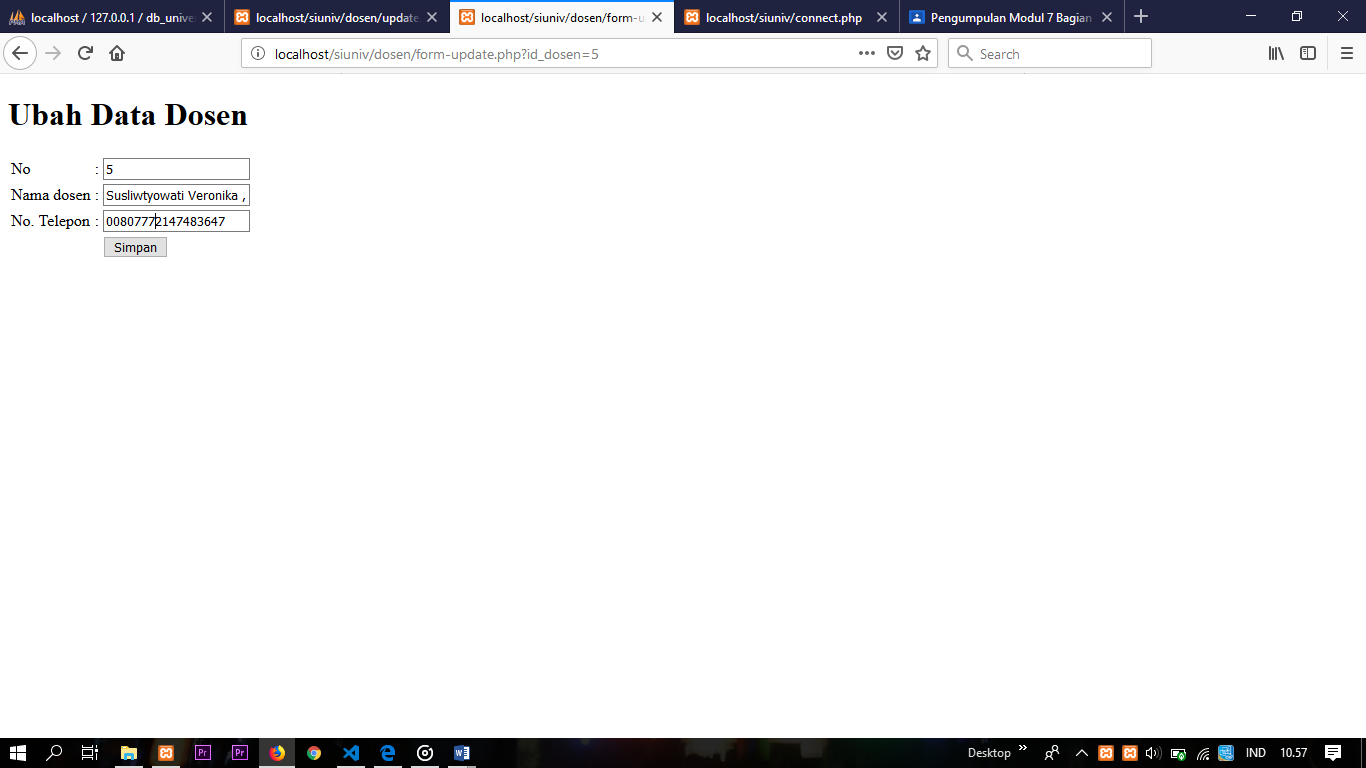 localhost / 127.0.0.1 / db_unive
localhost/siuniv/dosen/update.
localhost/siuniv/dosen/form-u
localhost/siuniv/connect.php
Pengumpulan Modul 7 Bagian
localhost/siuniv/dosen/form-update.php?id_dosen=5
Search
Ubah Data Dosen
No : 5
Nama dosen : Susliwtyowati Veronika ,
No. Telepon : 00807772147483647
Simpan
Desktop
IND
10.57